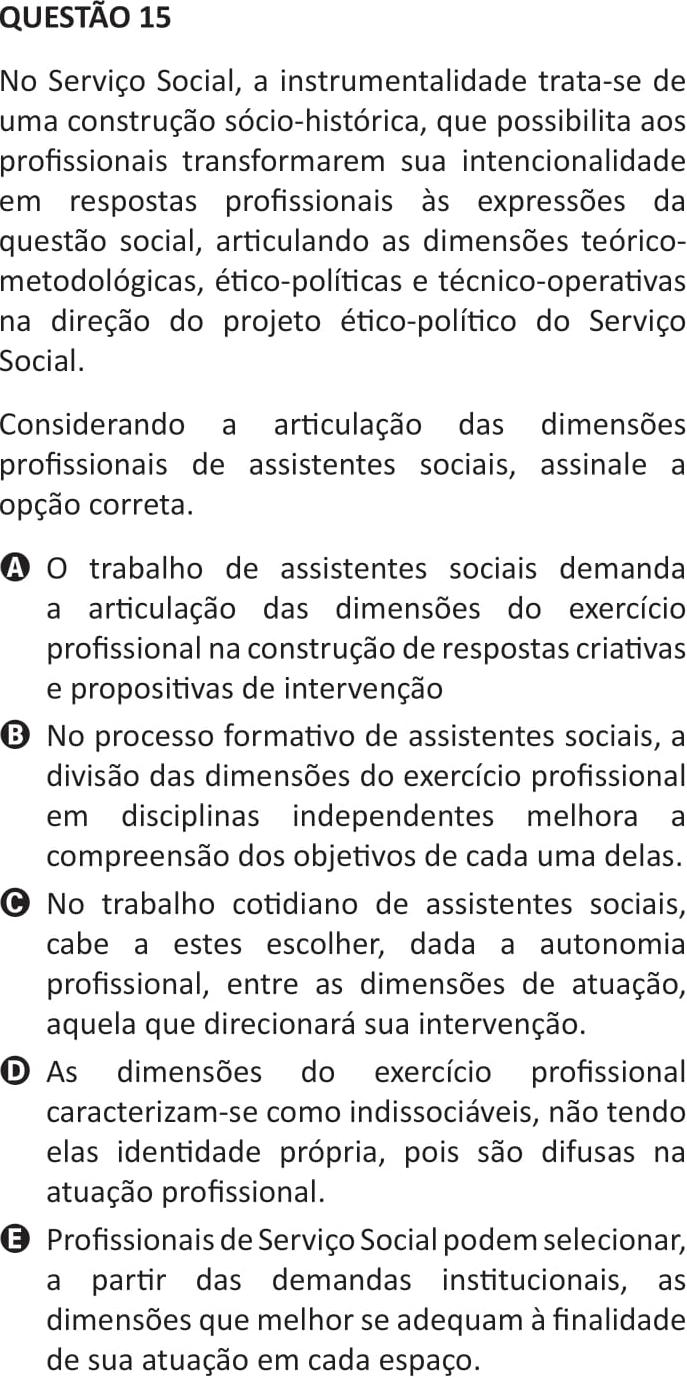 QUESTÃO 15
No Serviço Social, a instrumentalidade trata-se de
uma construção sócio-histórica, que possibilita aos
profissionais transformarem sua intencionalidade
em respostas profissionais às expressões da
questão social, articulando as dimensões teórico-
metodológicas, ético-políticas e técnico-operativas
na direção do projeto ético-político do Serviço
Social.
Considerando a articulação das dimensões
profissionais de assistentes sociais, assinale a
opção correta.
A O trabalho de assistentes sociais demanda
a articulação das dimensões do exercício
profissional na construção de respostas criativas
e propositivas de intervenção
B No processo formativo de assistentes sociais, a
divisão das dimensões do exercício profissional
em disciplinas independentes melhora a
compreensão dos objetivos de cada uma delas.
C No trabalho cotidiano de assistentes sociais,
cabe a estes escolher, dada a autonomia
profissional, entre as dimensões de atuação,
aquela que direcionará sua intervenção.
D As dimensões do exercício profissional
caracterizam-se como indissociáveis, não tendo
elas identidade própria, pois são difusas na
atuação profissional.
E Profissionais de Serviço Social podem selecionar,
a partir das demandas institucionais, as
dimensões que melhor se adequam à finalidade
de sua atuação em cada espaço.